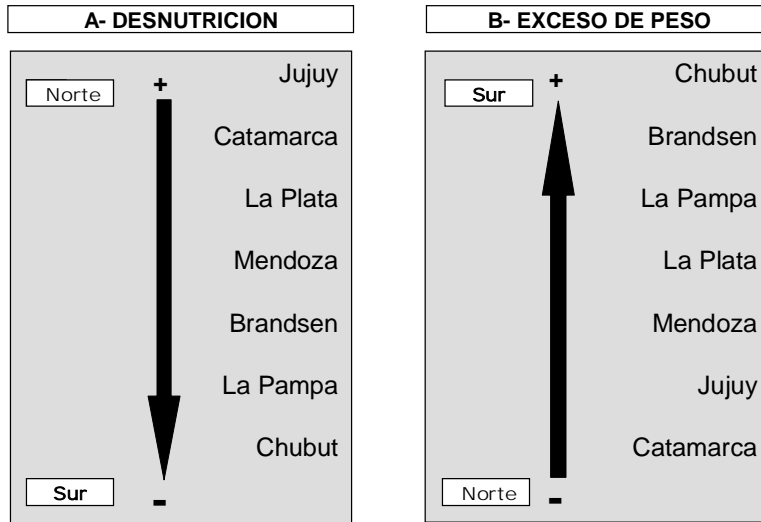 A- DESNUTRICION
Norte
+
Jujuy
Catamarca
La Plata
Mendoza
Brandsen
La Pampa
Chubut
Sur
-
B- EXCESO DE PESO
Sur
+
Chubut
Brandsen
La Pampa
La Plata
Mendoza
Jujuy
Catamarca
Norte
-